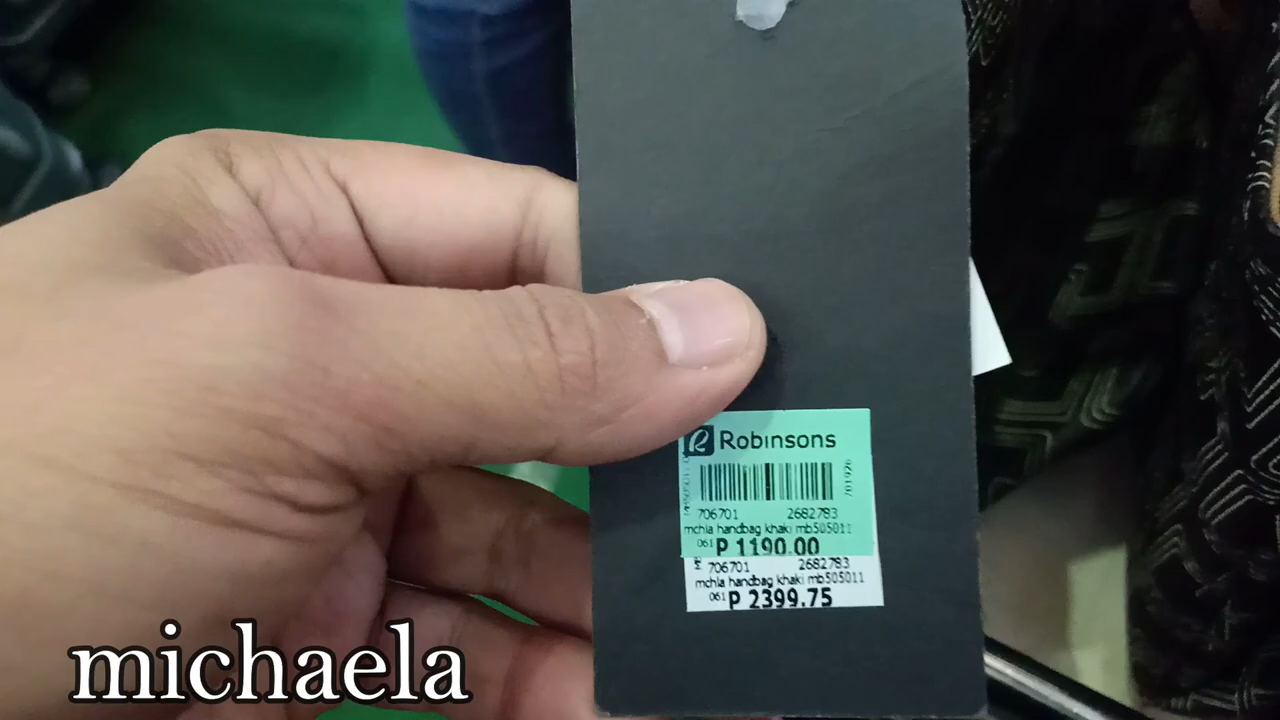 Robinsons
701926
706701 2682783
mchla handbag khaki mb505011
061 P 1190.00
706701 2682783
mchla handbag khaki mb505011
061 P 2399.75
michaela